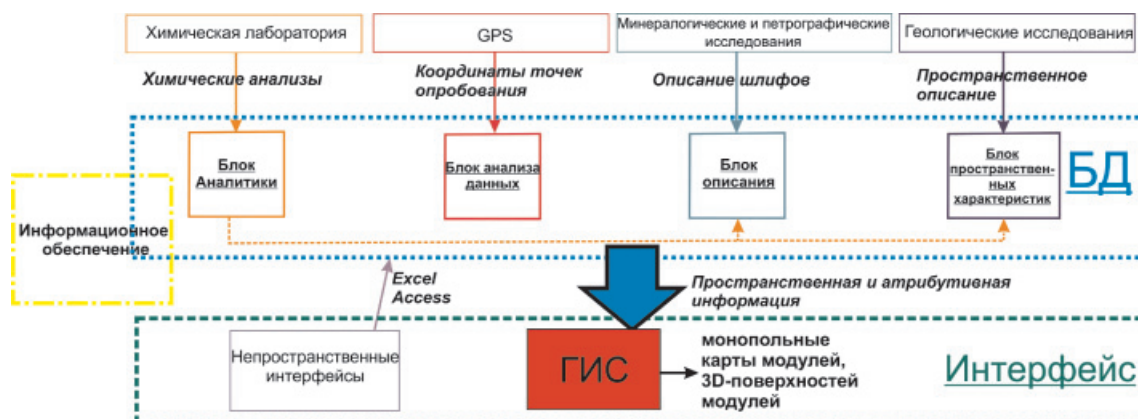 Химическая лаборатория
GPS
Минералогические и петрографические
исследования
Геологические исследования
Химические анализы
Координаты точек
опробования
Описание шлифов
Пространственное
описание
Блок
Аналитики
Блок анализа
данных
Блок
описания
Блок
пространствен-
ных
характеристик
БД
Информационное
обеспечение
Excel
Access
Пространственная и атрибутивная
информация
Непространственные
интерфейсы
ГИС
монопольные
карты модулей,
3D-поверхностей
модулей
Интерфейс